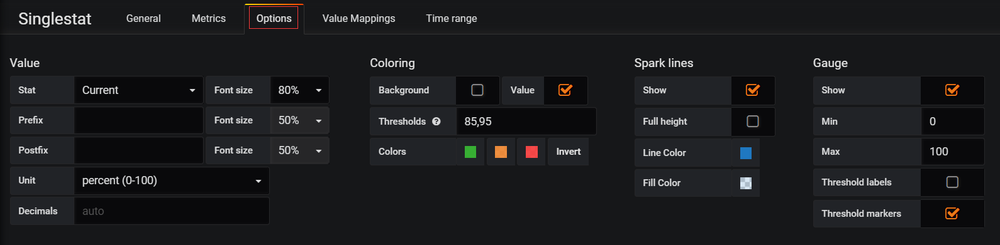 Singlestat General Metrics Options Value Mappings Time range
Value
Stat Current Font size 80%
Prefix Font size 50%
Postfix Font size 50%
Unit percent (0-100)
Decimals auto
Coloring
Background Value
Thresholds 85,95
Colors Invert
Spark lines
Show
Full height
Line Color
Fill Color
Gauge
Show
Min 0
Max 100
Threshold labels
Threshold markers